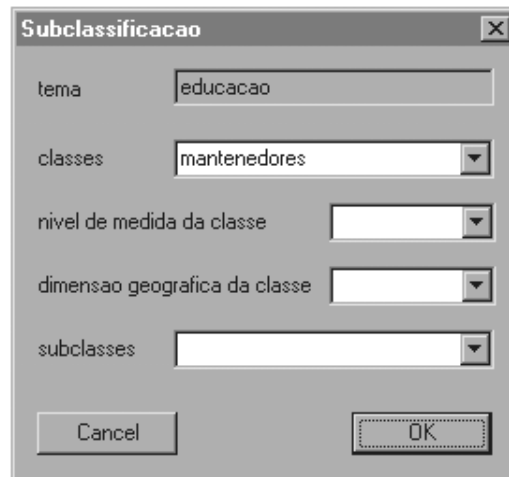 Subclassificacao
tema educacao
classes mantenedores
nivel de medida da classe
dimensao geografica da classe
subclasses
Cancel OK